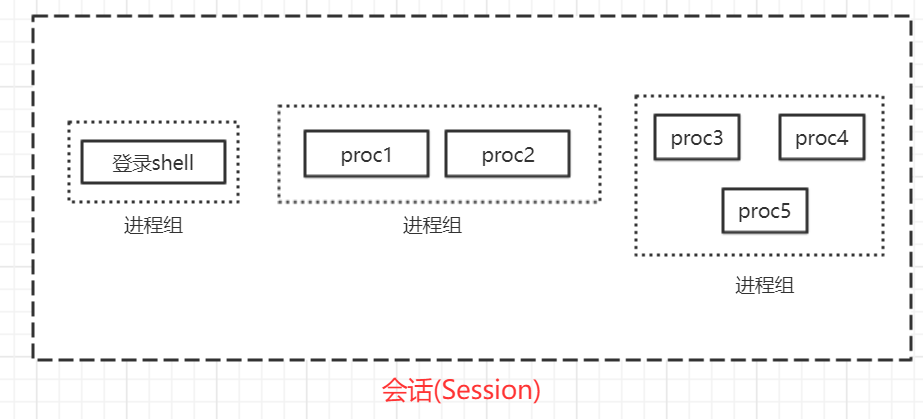 登录shell
进程组
proc1
proc2
进程组
proc3
proc4
proc5
进程组
会话(Session)